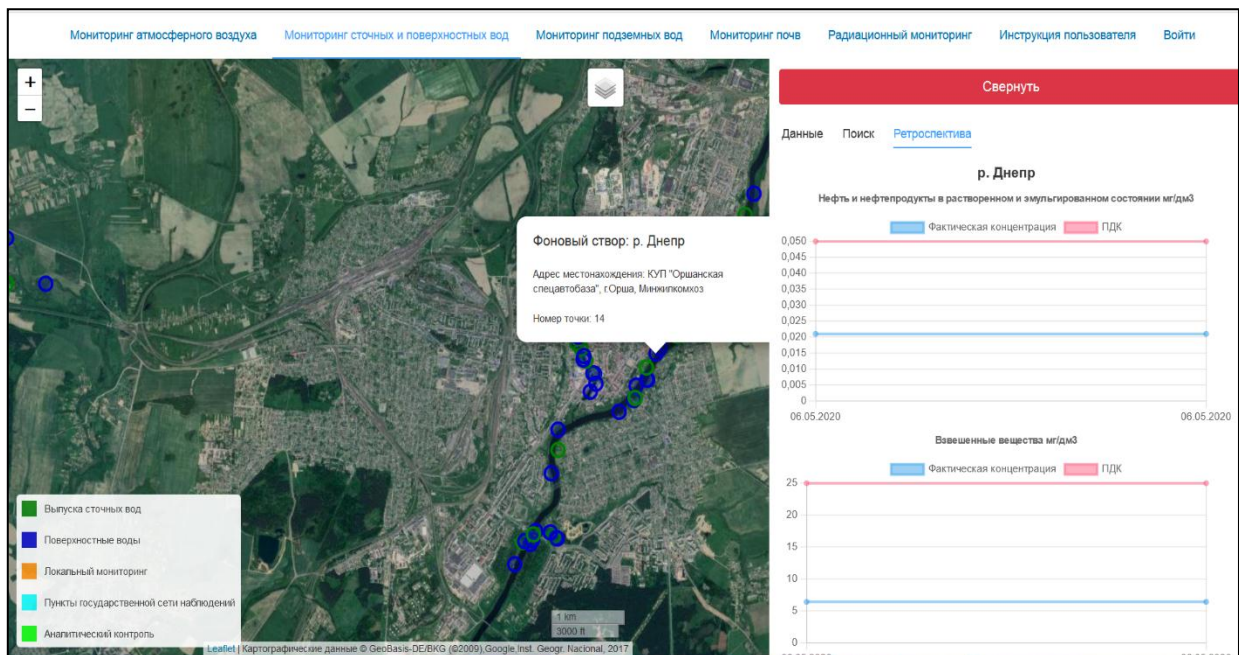 Мониторинг атмосферного воздуха
Мониторинг сточных и поверхностных вод
Мониторинг подземных вод
Мониторинг почв
Радиационный мониторинг
Инструкция пользователя
Войти
+
−
Фоновый створ: р. Днепр
Адрес местонахождения: КУП "Оршанская
спецавтобаза", г.Орша, Минжилкомхоз
Номер точки: 14
Выпуска сточных вод
Поверхностные воды
Локальный мониторинг
Пункты государственной сети наблюдений
Аналитический контроль
1 km
3000 ft
Leaflet | Картографические данные © GeoBasis-DE/BKG (©2009),Google,Inst. Geogr. Nacional, 2017
Свернуть
Данные
Поиск
Ретроспектива
р. Днепр
Нефть и нефтепродукты в растворенном и эмульгированном состоянии мг/дм3
Фактическая концентрация
ПДК
0,050
0,045
0,040
0,035
0,030
0,025
0,020
0,015
0,010
0,005
0
06.05.2020
06.05.2020
Взвешенные вещества мг/дм3
Фактическая концентрация
ПДК
25
20
15
10
5
0